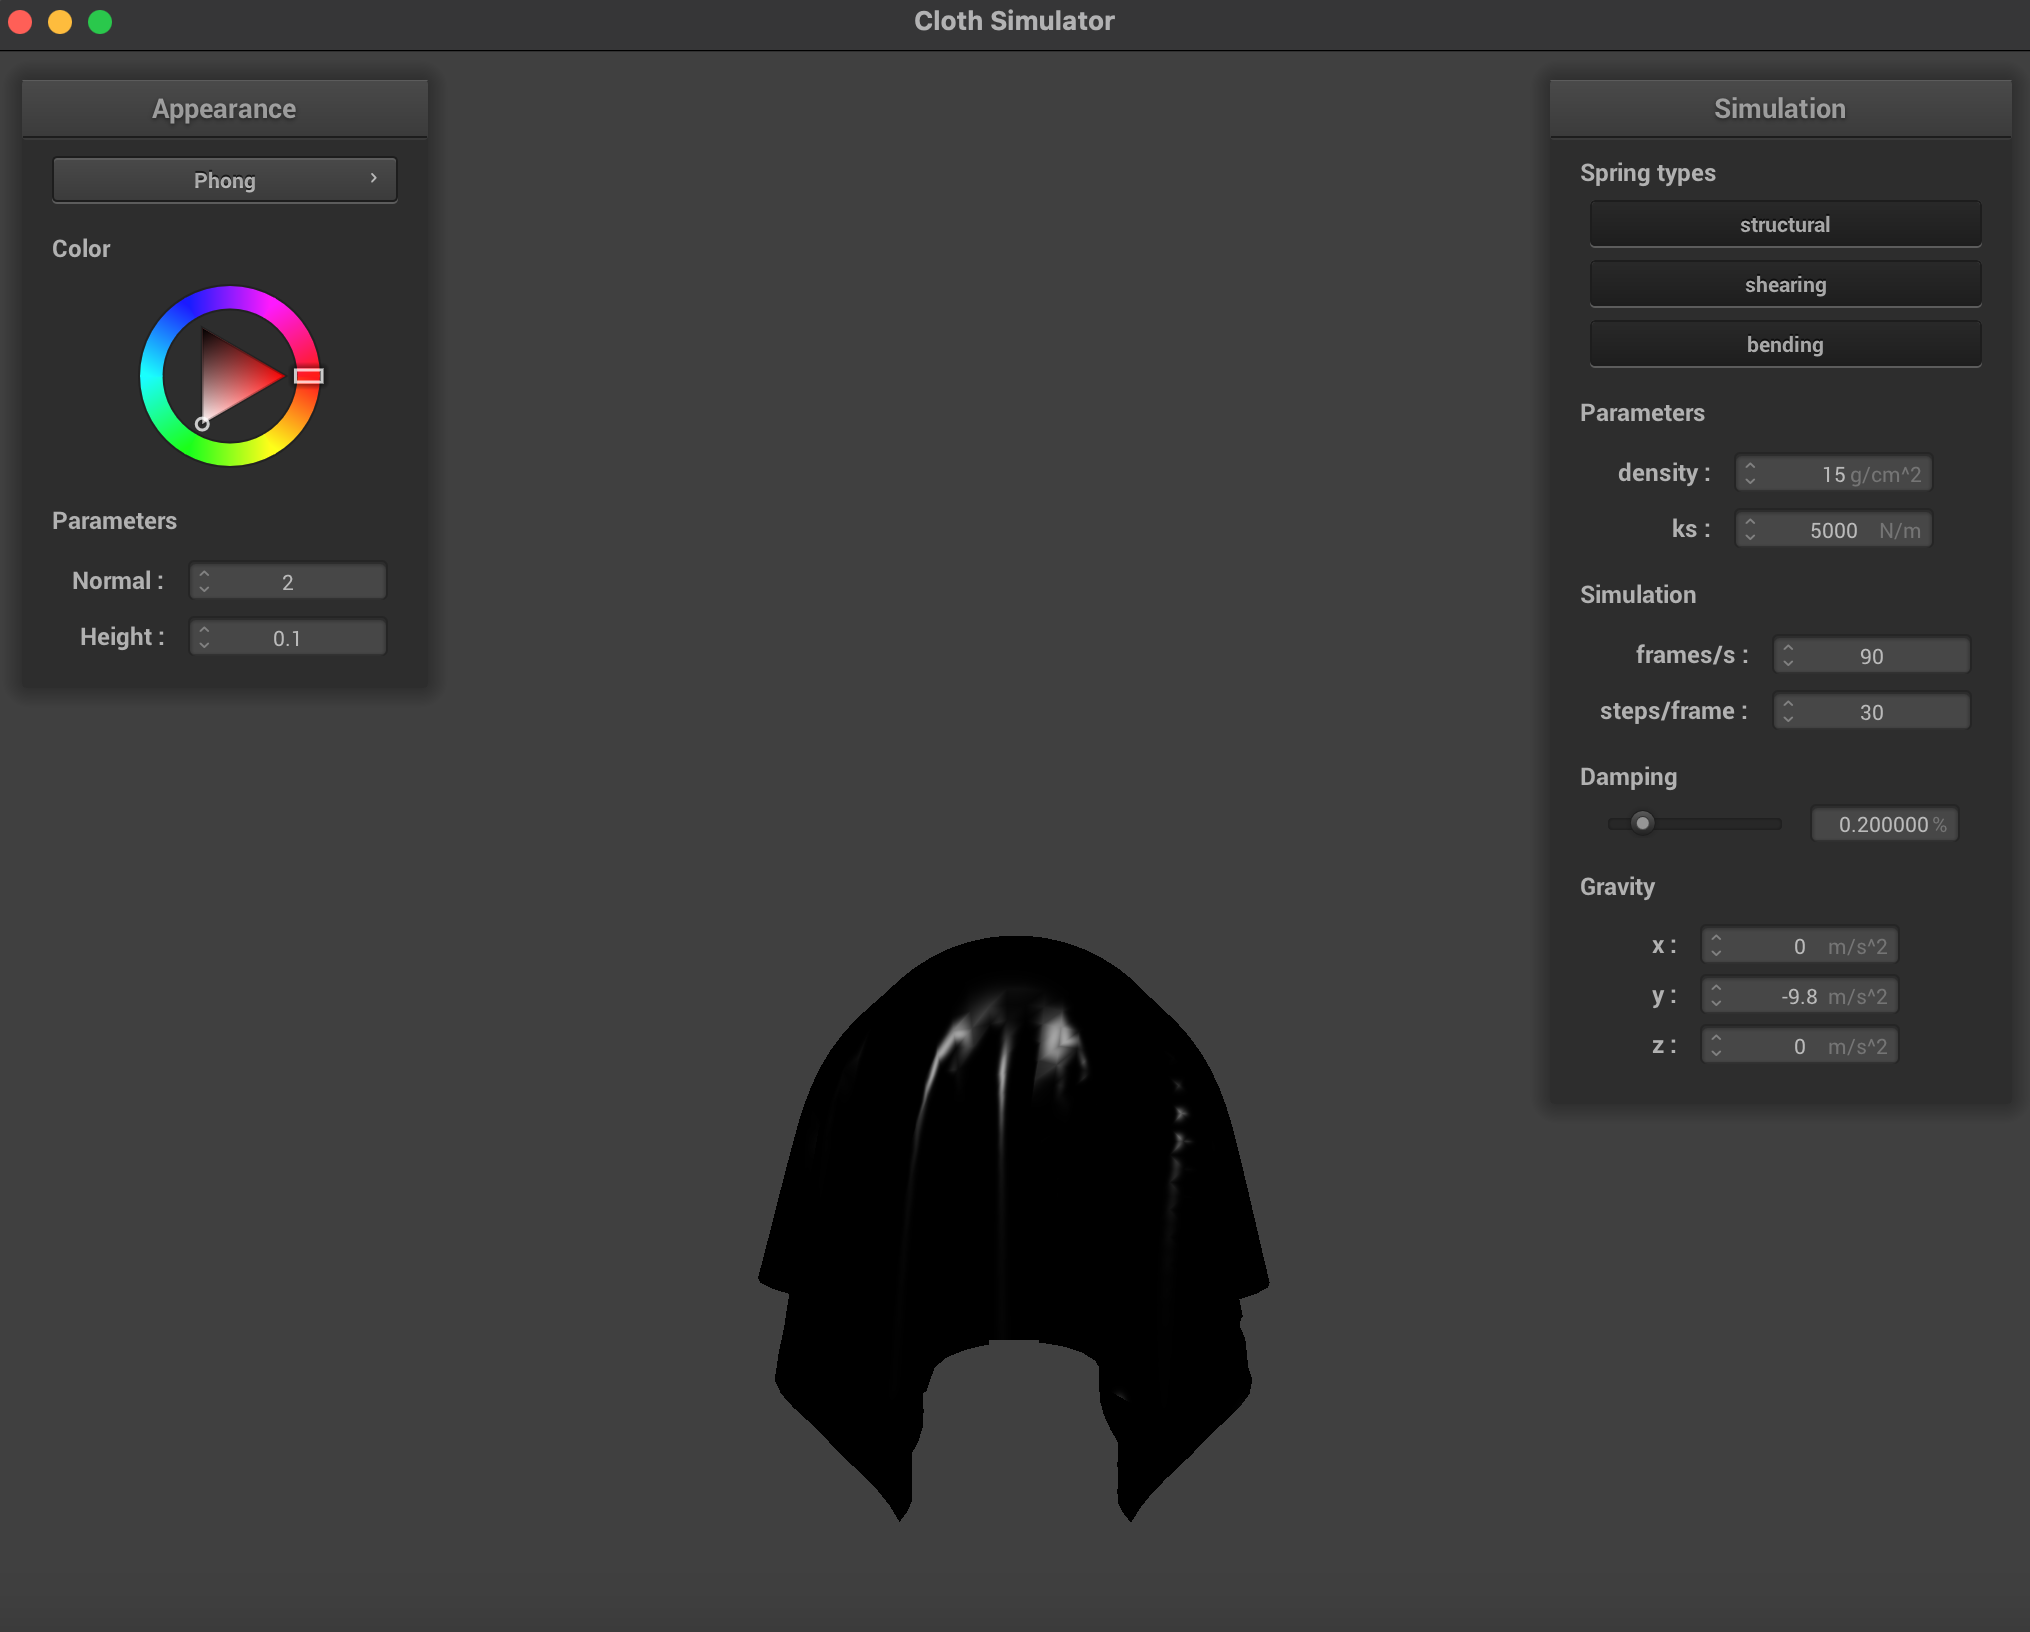 Cloth Simulator
Appearance
Phong
Color
Parameters
Normal : 2
Height : 0.1
Simulation
Spring types
structural
shearing
bending
Parameters
density : 15 g/cm^2
ks : 5000 N/m
Simulation
frames/s : 90
steps/frame : 30
Damping
0.200000 %
Gravity
x : 0 m/s^2
y : -9.8 m/s^2
z : 0 m/s^2